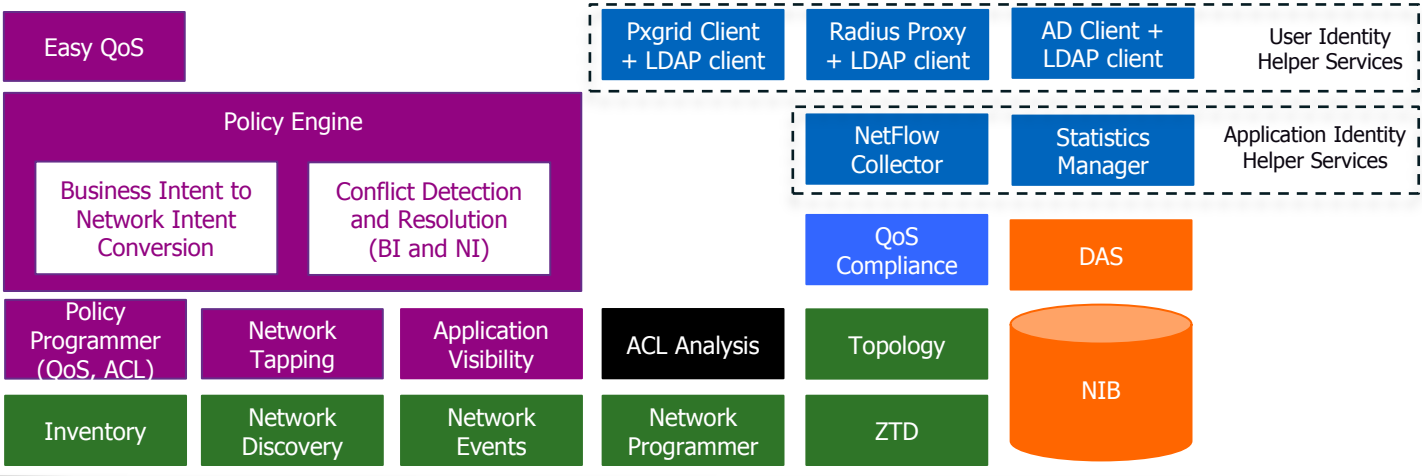 Easy QoS
Pxgrid Client
+ LDAP client
Radius Proxy
+ LDAP client
AD Client +
LDAP client
User Identity
Helper Services
Policy Engine
Business Intent to
Network Intent
Conversion
Conflict Detection
and Resolution
(BI and NI)
NetFlow
Collector
Statistics
Manager
Application Identity
Helper Services
QoS
Compliance
DAS
Policy
Programmer
(QoS, ACL)
Network
Tapping
Application
Visibility
ACL Analysis
Topology
NIB
Inventory
Network
Discovery
Network
Events
Network
Programmer
ZTD